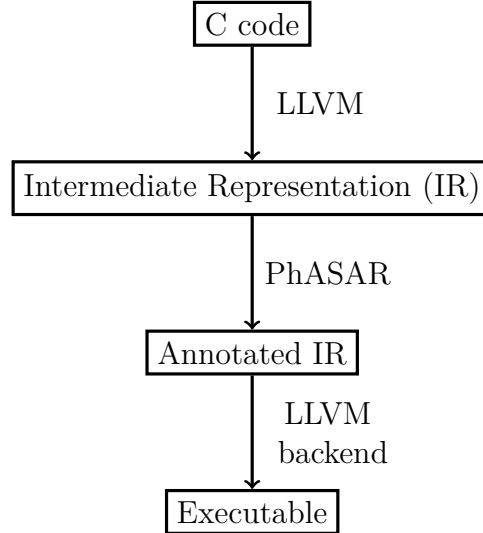 C code
LLVM
Intermediate Representation (IR)
PhASAR
Annotated IR
LLVM
backend
Executable